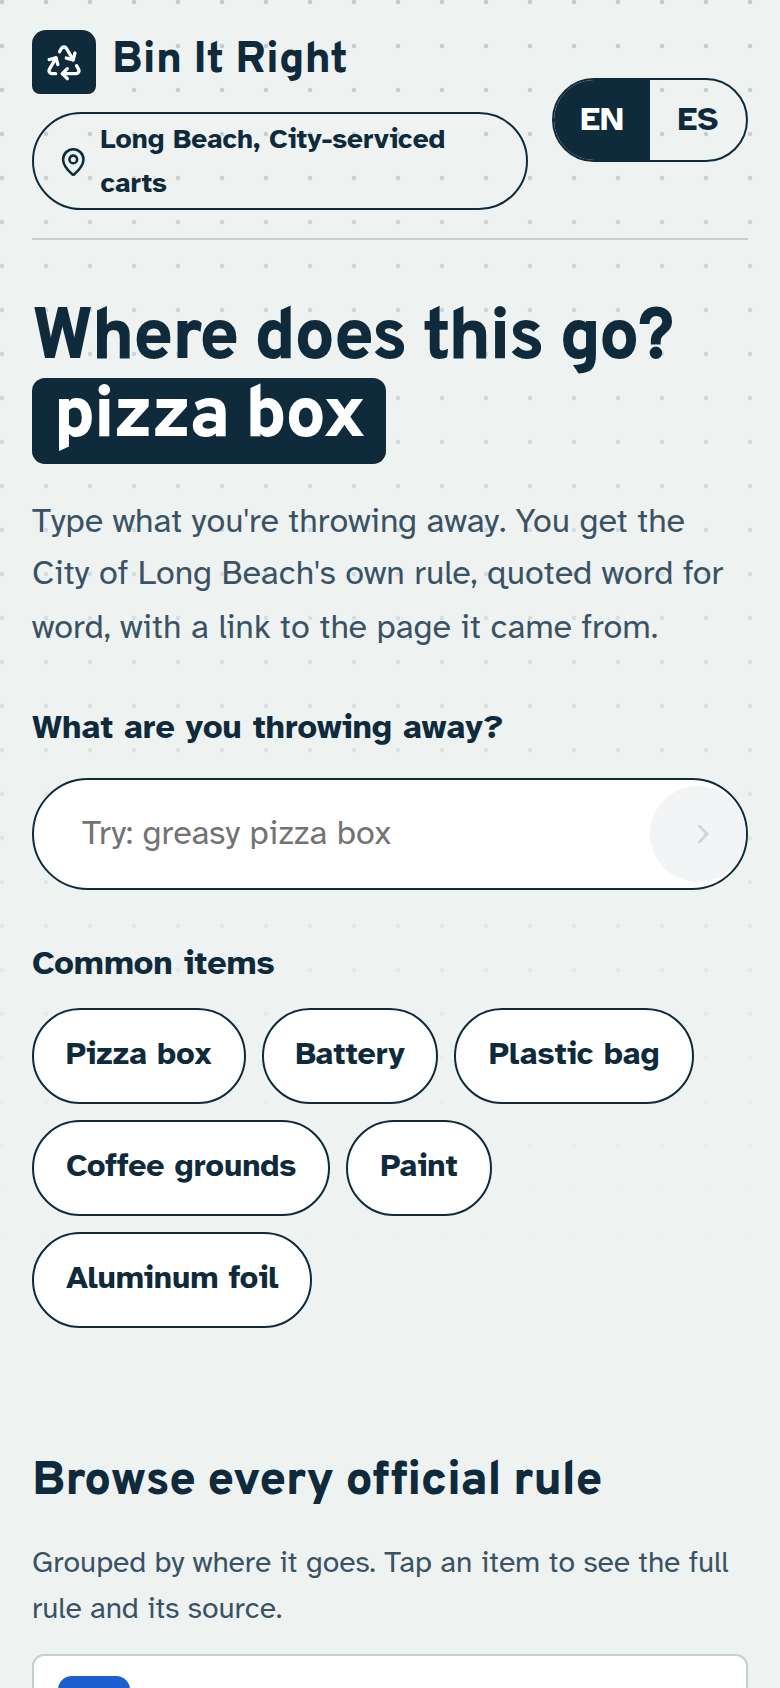 Bin It Right
Long Beach, City-serviced
carts
EN ES
Where does this go?
pizza box
Type what you're throwing away. You get the
City of Long Beach's own rule, quoted word for
word, with a link to the page it came from.
What are you throwing away?
Try: greasy pizza box
Common items
Pizza box Battery Plastic bag
Coffee grounds Paint
Aluminum foil
Browse every official rule
Grouped by where it goes. Tap an item to see the full
rule and its source.